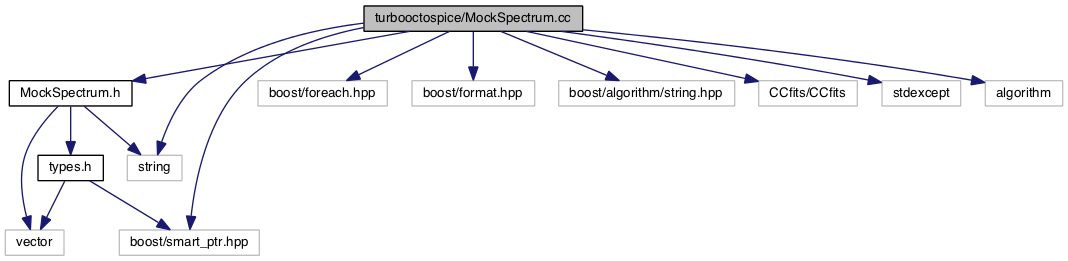 turbooctospice/MockSpectrum.cc
MockSpectrum.h
boost/foreach.hpp
boost/format.hpp
boost/algorithm/string.hpp
CCfits/CCfits
stdexcept
algorithm
types.h
string
vector
boost/smart_ptr.hpp